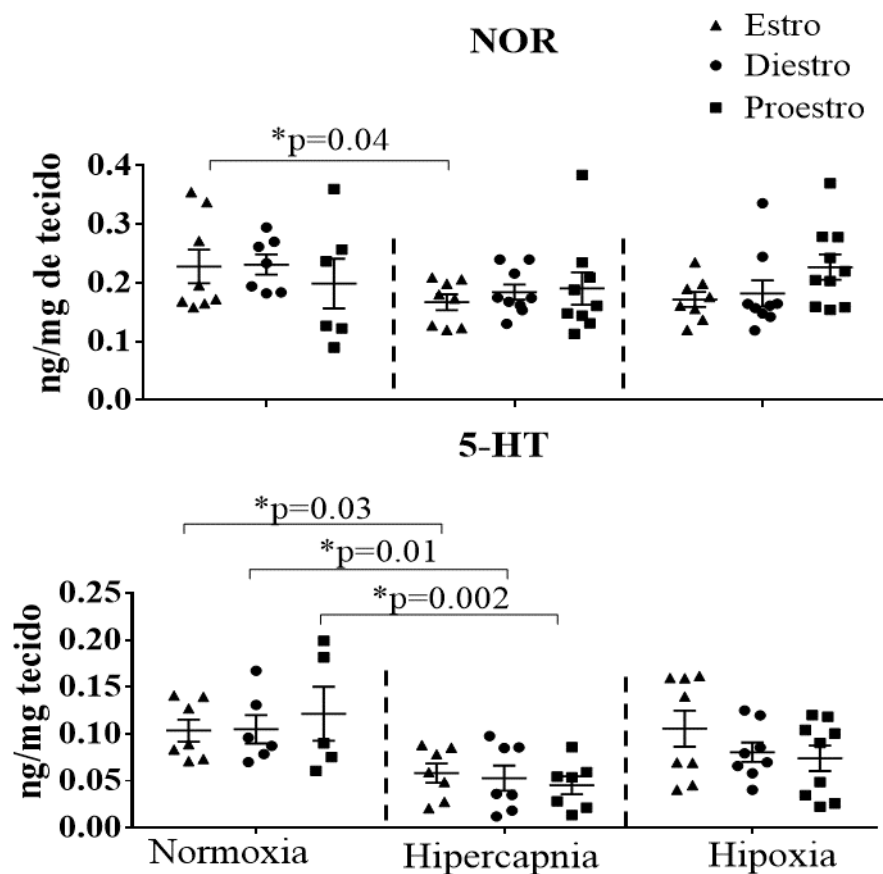 NOR
Estro
Diestro
Proestro
*p=0.04
ng/mg de tecido
0.4
0.3
0.2
0.1
0.0
5-HT
*p=0.03
*p=0.01
*p=0.002
ng/mg tecido
0.25
0.20
0.15
0.10
0.05
0.00
Normoxia
Hipercapnia
Hipoxia